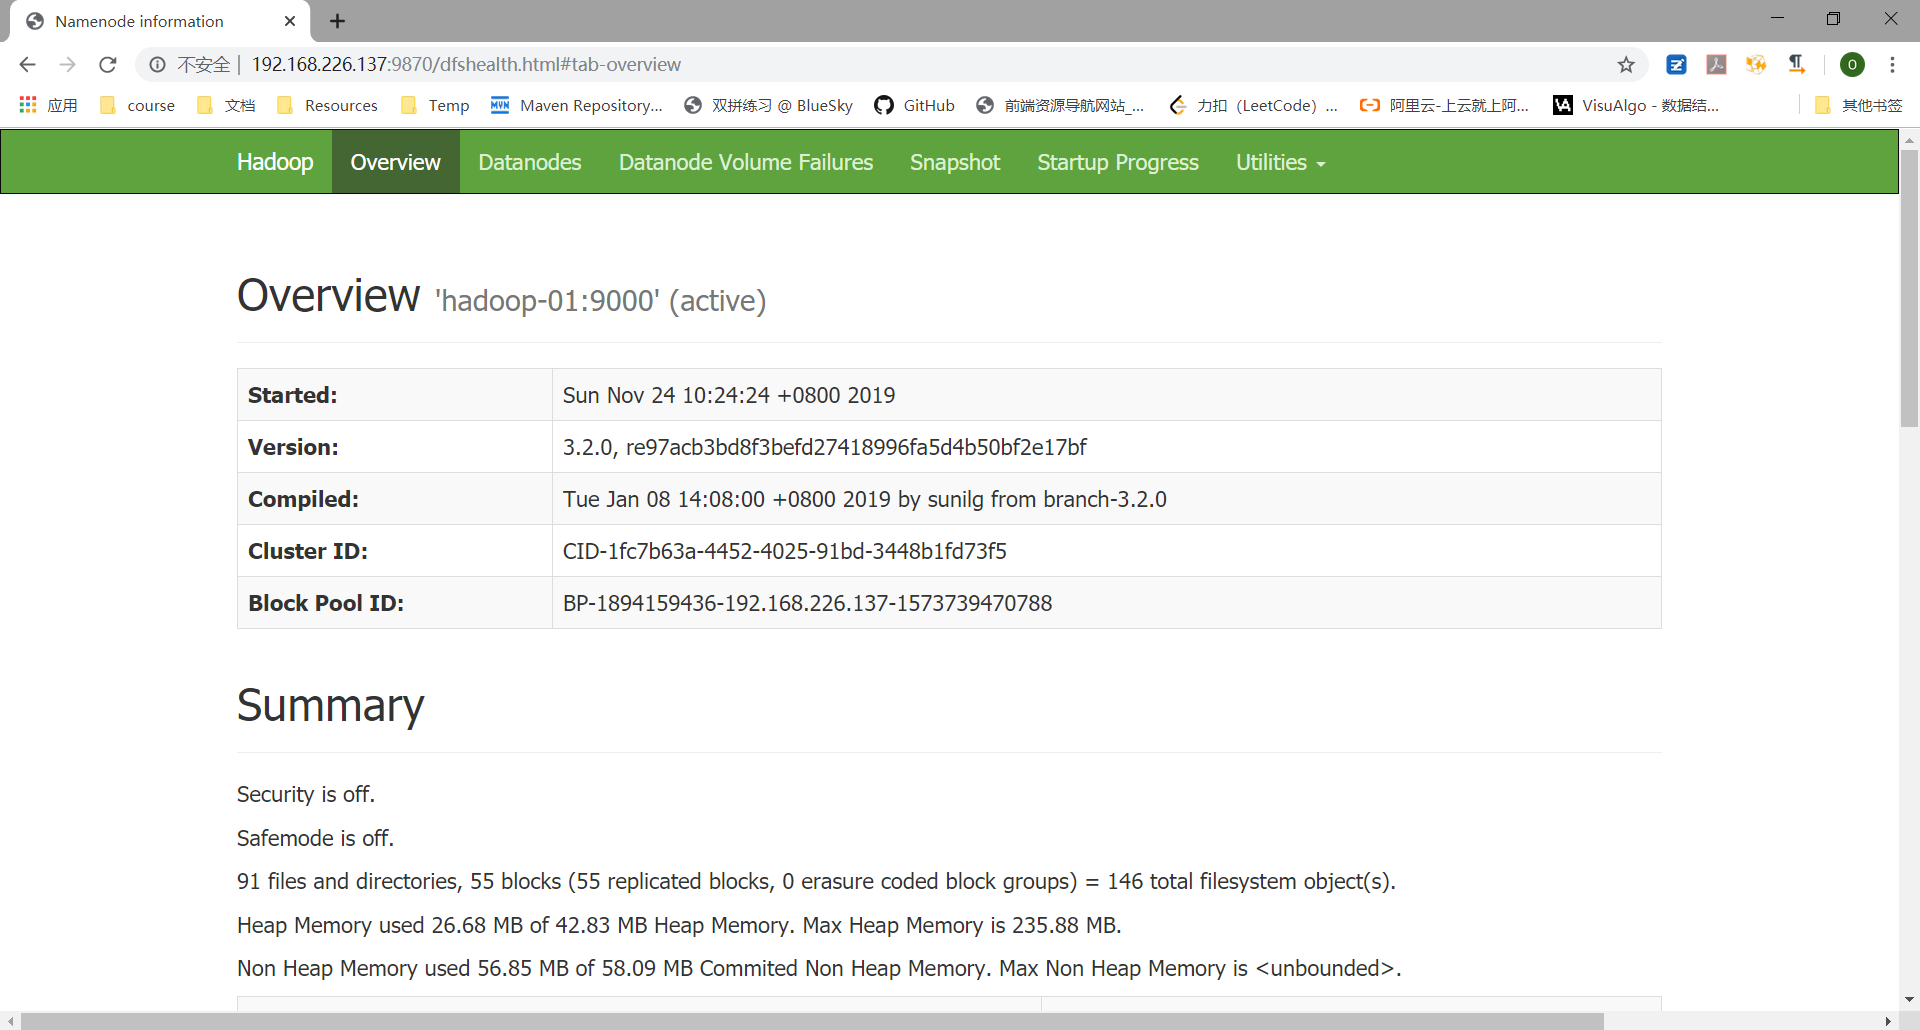 Namenode information
不安全 | 192.168.226.137:9870/dfshealth.html#tab-overview
O
应用 course 文档 Resources Temp Maven Repository... 双拼练习 @ BlueSky GitHub 前端资源导航网站_... 力扣（LeetCode）... 阿里云-上云就上阿... VisuAlgo - 数据结... 其他书签
Hadoop Overview Datanodes Datanode Volume Failures Snapshot Startup Progress Utilities
Overview 'hadoop-01:9000' (active)
Started: Sun Nov 24 10:24:24 +0800 2019
Version: 3.2.0, re97acb3bd8f3befd27418996fa5d4b50bf2e17bf
Compiled: Tue Jan 08 14:08:00 +0800 2019 by sunilg from branch-3.2.0
Cluster ID: CID-1fc7b63a-4452-4025-91bd-3448b1fd73f5
Block Pool ID: BP-1894159436-192.168.226.137-1573739470788
Summary
Security is off.
Safemode is off.
91 files and directories, 55 blocks (55 replicated blocks, 0 erasure coded block groups) = 146 total filesystem object(s).
Heap Memory used 26.68 MB of 42.83 MB Heap Memory. Max Heap Memory is 235.88 MB.
Non Heap Memory used 56.85 MB of 58.09 MB Commited Non Heap Memory. Max Non Heap Memory is <unbounded>.